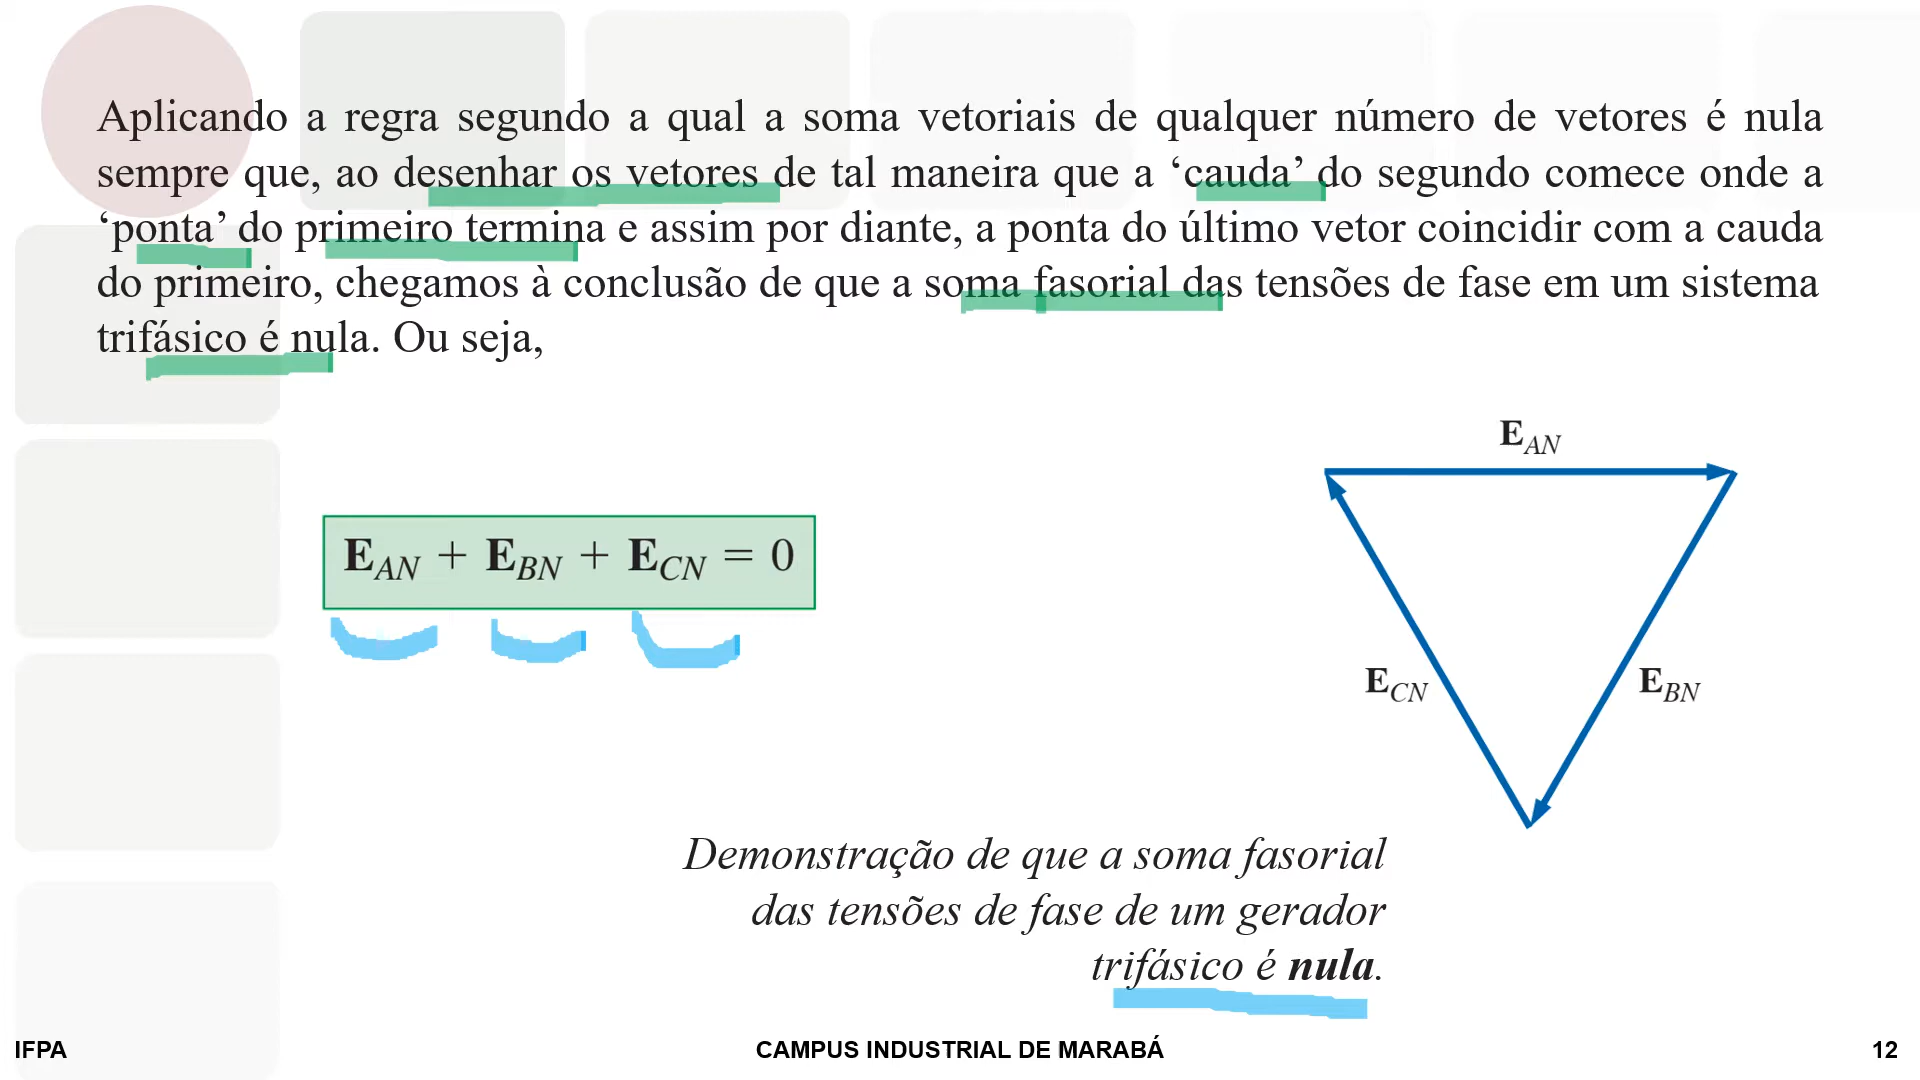 Aplicando a regra segundo a qual a soma vetoriais de qualquer número de vetores é nula
sempre que, ao desenhar os vetores de tal maneira que a ‘cauda’ do segundo comece onde a
‘ponta’ do primeiro termina e assim por diante, a ponta do último vetor coincidir com a cauda
do primeiro, chegamos à conclusão de que a soma fasorial das tensões de fase em um sistema
trifásico é nula. Ou seja,
E_AN
E_AN + E_BN + E_CN = 0
E_CN
E_BN
Demonstração de que a soma fasorial
das tensões de fase de um gerador
trifásico é nula.
IFPA
CAMPUS INDUSTRIAL DE MARABÁ
12